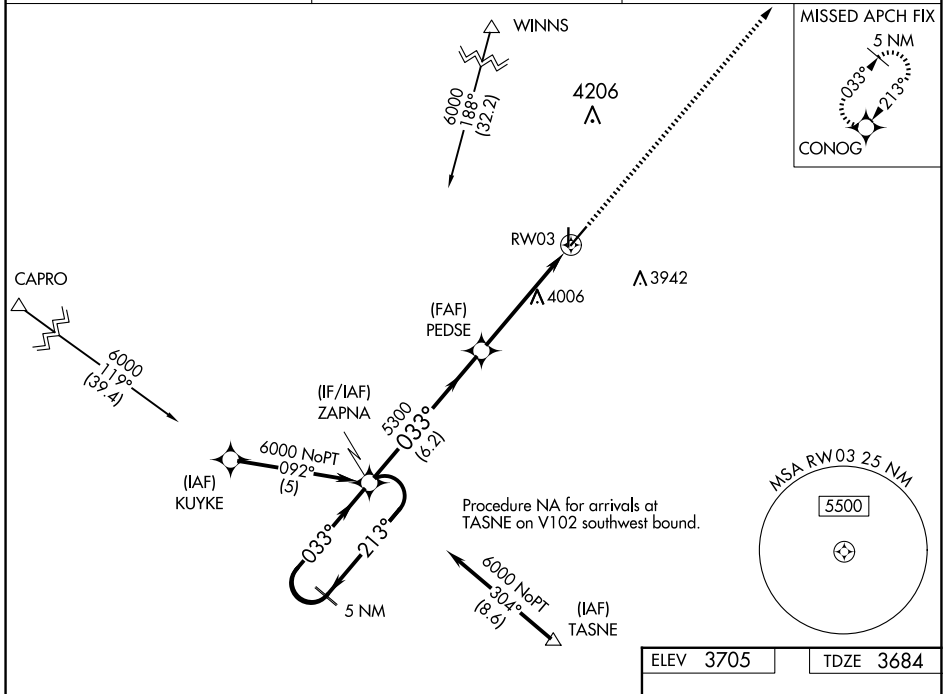 WINNS
6000
188°
(32.2)
4206
MISSED APCH FIX
5 NM
033°
213°
CONOG
RW03
3942
4006
CAPRO
6000
119°
(39.4)
(FAF)
PEDSE
(IF/IAF)
ZAPNA
5300
033°
(6.2)
6000 NoPT
092°
(5)
(IAF)
KUYKE
033°
213°
5 NM
Procedure NA for arrivals at
TASNE on V102 southwest bound.
6000 NoPT
304°
(8.6)
(IAF)
TASNE
MSA RW03 25 NM
5500
ELEV 3705
TDZE 3684